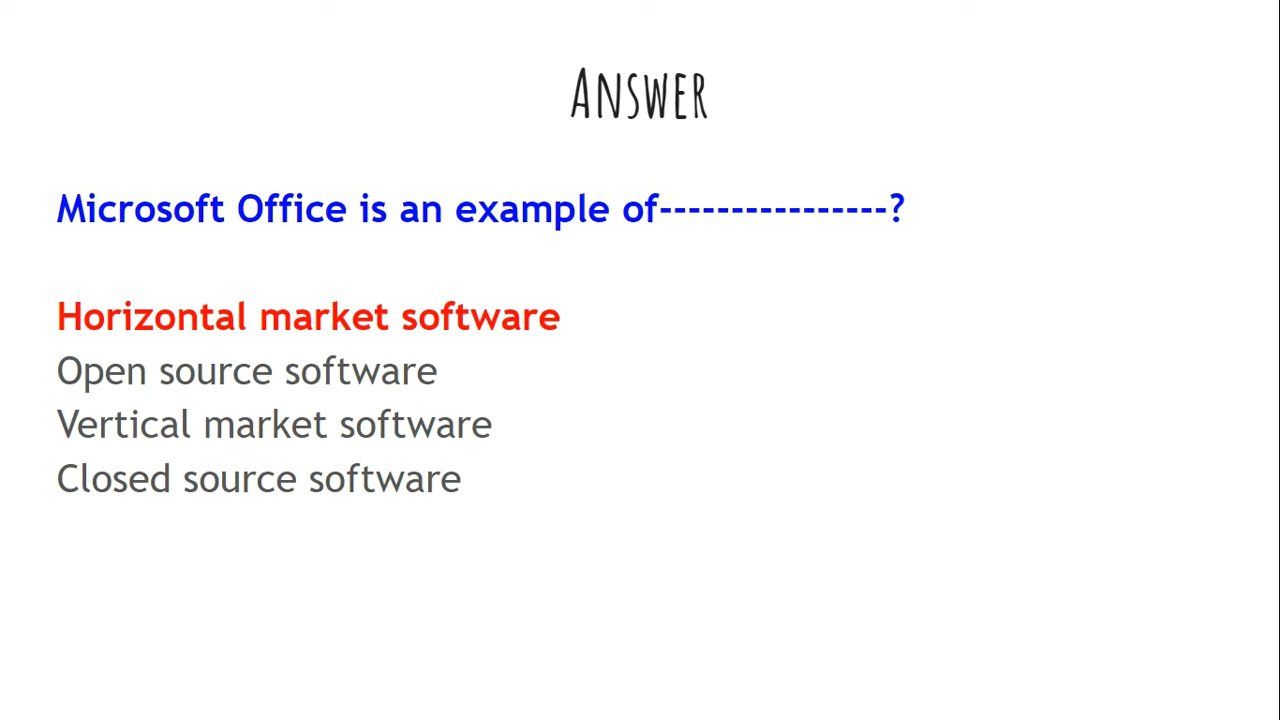 ANSWER
Microsoft Office is an example of----------------?
Horizontal market software
Open source software
Vertical market software
Closed source software